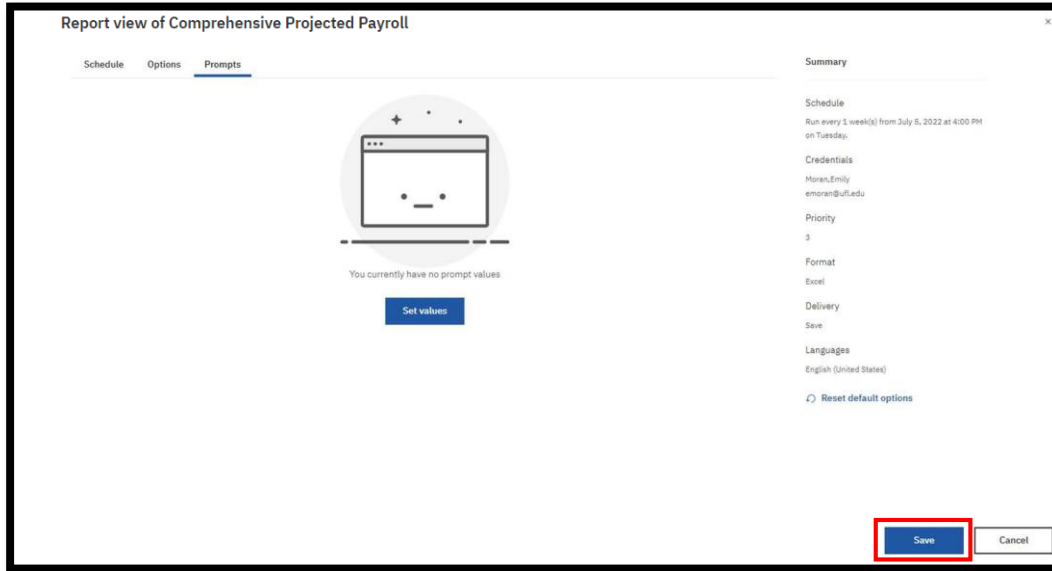 Report view of Comprehensive Projected Payroll
×
Schedule Options Prompts
You currently have no prompt values
Set values
Summary
Schedule
Run every 1 week(s) from July 5, 2022 at 4:00 PM
on Tuesday.
Credentials
Moran,Emily
emoran@ufl.edu
Priority
3
Format
Excel
Delivery
Save
Languages
English (United States)
Reset default options
Save Cancel